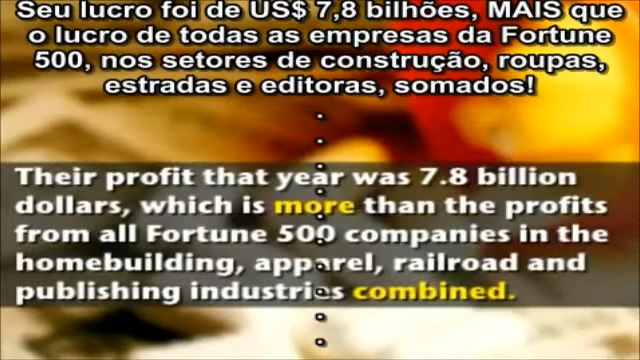 Seu lucro foi de US$ 7,8 bilhões, MAIS que
o lucro de todas as empresas da Fortune
500, nos setores de construção, roupas,
estradas e editoras, somados!
Their profit that year was 7.8 billion
dollars, which is more than the profits
from all Fortune 500 companies in the
homebuilding, apparel, railroad and
publishing industries combined.